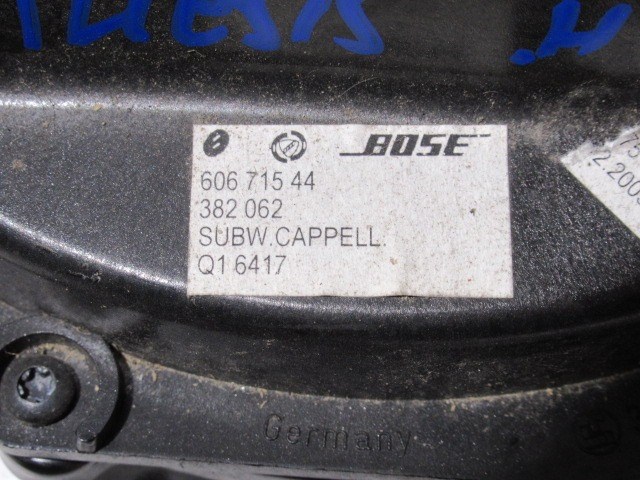 BOSE
606 715 44
382 062
SUBW.CAPPELL.
Q1 6417
Germany